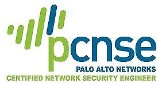 pcnse
PALO ALTO NETWORKS
CERTIFIED NETWORK SECURITY ENGINEER